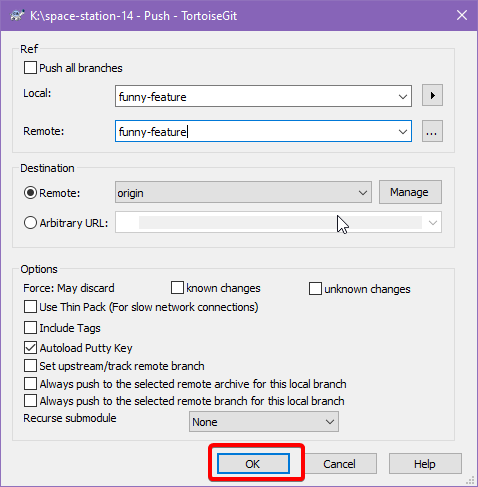 K:\space-station-14 - Push - TortoiseGit
Ref
Push all branches
Local: funny-feature
Remote: funny-feature ...
Destination
Remote: origin Manage
Arbitrary URL:
Options
Force: May discard known changes unknown changes
Use Thin Pack (For slow network connections)
Include Tags
Autoload Putty Key
Set upstream/track remote branch
Always push to the selected remote archive for this local branch
Always push to the selected remote branch for this local branch
Recurse submodule None
OK Cancel Help